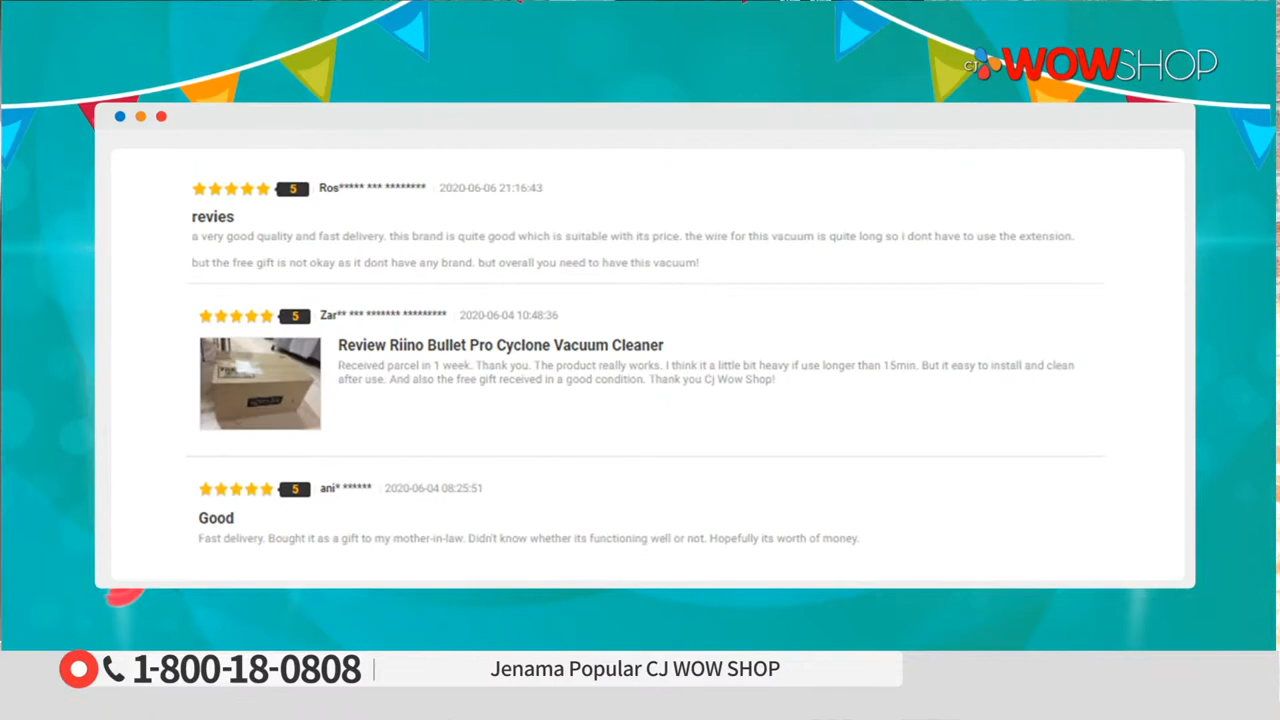 CJ WOWSHOP
5 Ros***** *** ******** 2020-06-06 21:16:43
revies
a very good quality and fast delivery. this brand is quite good which is suitable with its price. the wire for this vacuum is quite long so i dont have to use the extension.
but the free gift is not okay as it dont have any brand. but overall you need to have this vacuum!
5 Zar** *** ******* ********* 2020-06-04 10:48:36
Review Riino Bullet Pro Cyclone Vacuum Cleaner
Received parcel in 1 week. Thank you. The product really works. I think it a little bit heavy if use longer than 15min. But it easy to install and clean
after use. And also the free gift received in a good condition. Thank you Cj Wow Shop!
5 ani* ****** 2020-06-04 08:25:51
Good
Fast delivery. Bought it as a gift to my mother-in-law. Didn't know whether its functioning well or not. Hopefully its worth of money.
1-800-18-0808
Jenama Popular CJ WOW SHOP